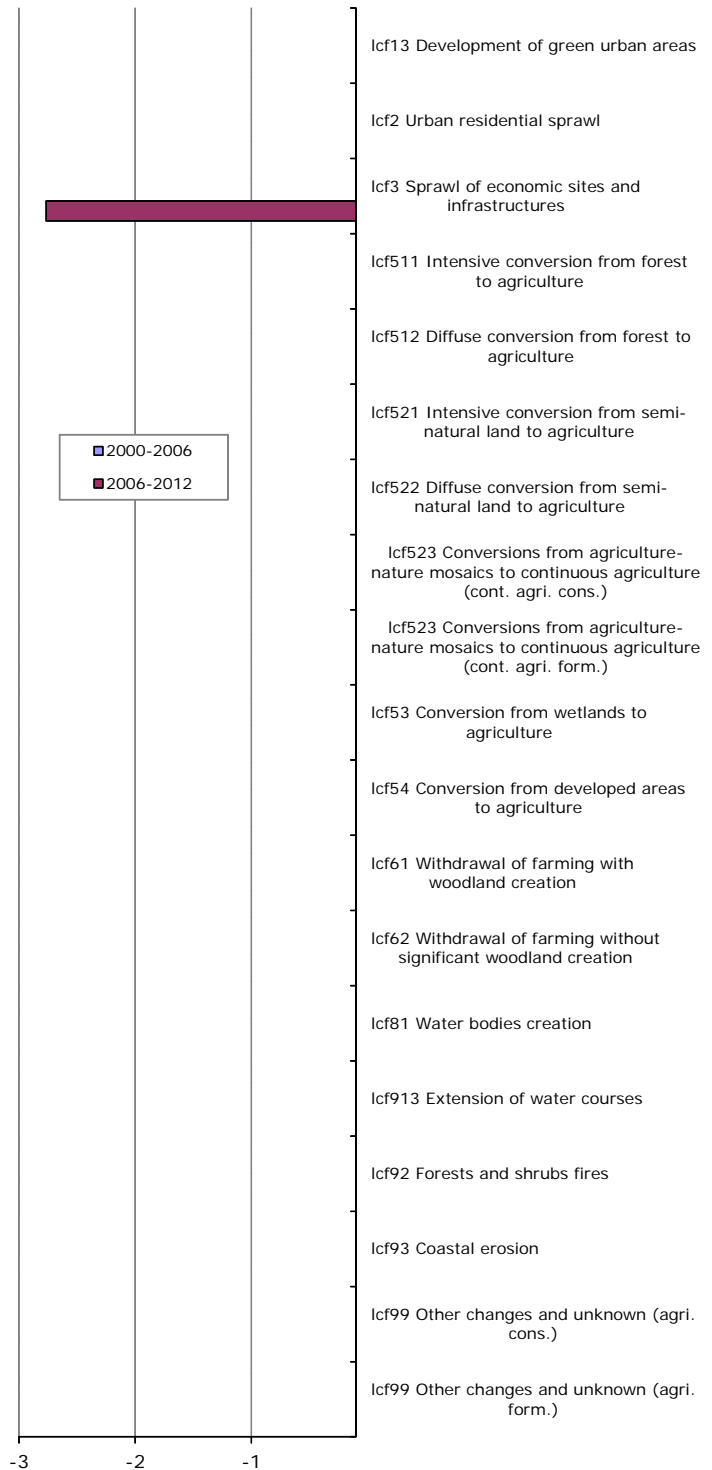 lcf13 Development of green urban areas
lcf2 Urban residential sprawl
lcf3 Sprawl of economic sites and
infrastructures
lcf511 Intensive conversion from forest
to agriculture
lcf512 Diffuse conversion from forest to
agriculture
lcf521 Intensive conversion from semi-
natural land to agriculture
2000-2006
2006-2012
lcf522 Diffuse conversion from semi-
natural land to agriculture
lcf523 Conversions from agriculture-
nature mosaics to continuous agriculture
(cont. agri. cons.)
lcf523 Conversions from agriculture-
nature mosaics to continuous agriculture
(cont. agri. form.)
lcf53 Conversion from wetlands to
agriculture
lcf54 Conversion from developed areas
to agriculture
lcf61 Withdrawal of farming with
woodland creation
lcf62 Withdrawal of farming without
significant woodland creation
lcf81 Water bodies creation
lcf913 Extension of water courses
lcf92 Forests and shrubs fires
lcf93 Coastal erosion
lcf99 Other changes and unknown (agri.
cons.)
lcf99 Other changes and unknown (agri.
form.)
-3 -2 -1